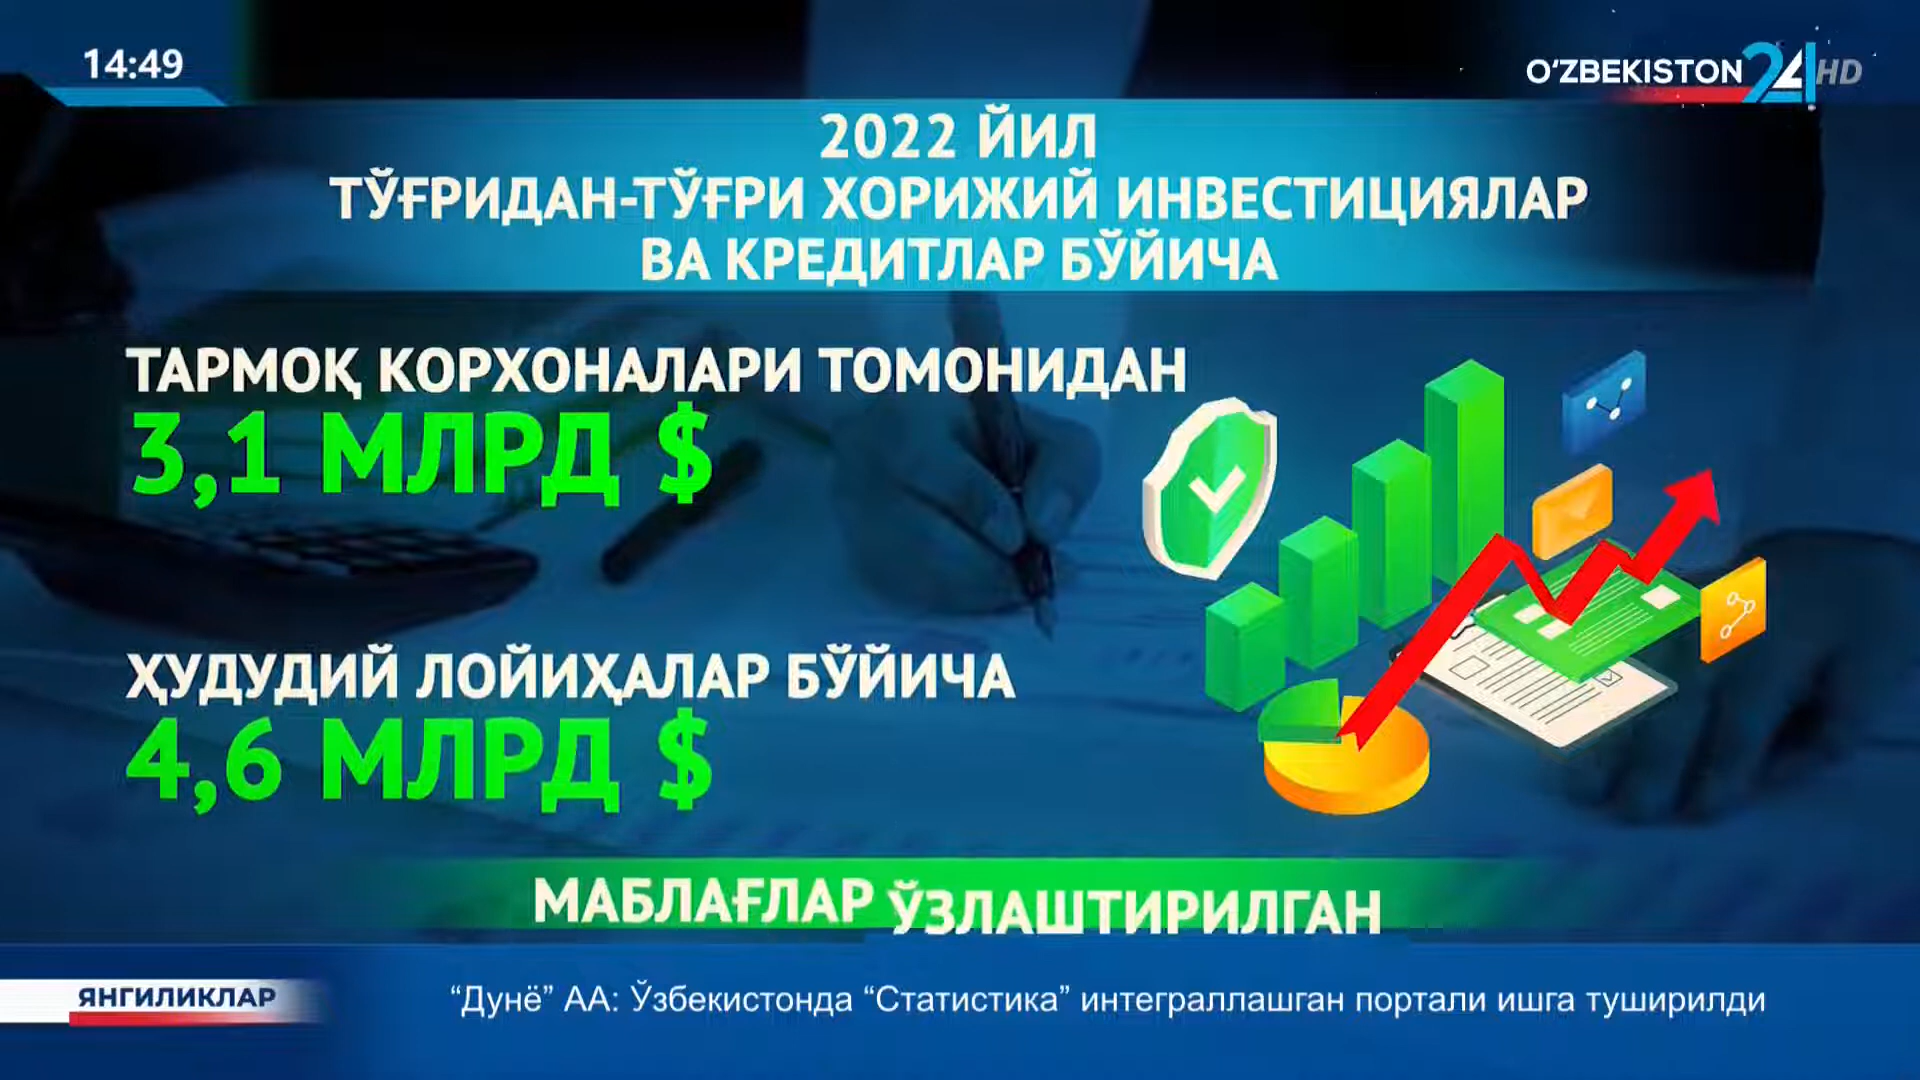 14:49
O‘ZBEKISTON 24 HD
2022 ЙИЛ
ТЎҒРИДАН-ТЎҒРИ ХОРИЖИЙ ИНВЕСТИЦИЯЛАР
ВА КРЕДИТЛАР БЎЙИЧА
ТАРМОҚ КОРХОНАЛАРИ ТОМОНИДАН
3,1 МЛРД $
ҲУДУДИЙ ЛОЙИҲАЛАР БЎЙИЧА
4,6 МЛРД $
МАБЛАҒЛАР ЎЗЛАШТИРИЛГАН
ЯНГИЛИКЛАР
“Дунё” АА: Ўзбекистонда “Статистика” интеграллашган портали ишга туширилди